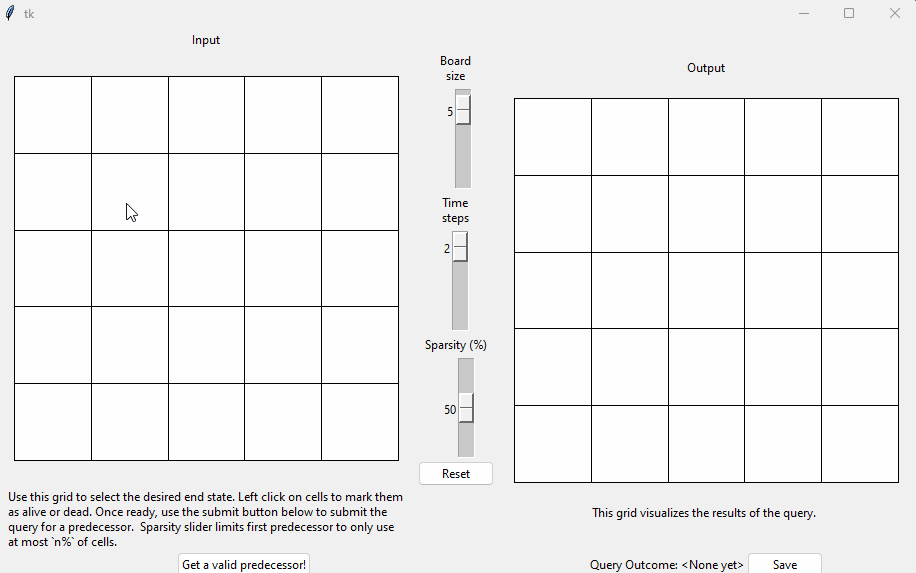 tk
Input
Board
size
5
Time
steps
2
Sparsity (%)
50
Reset
Output
Use this grid to select the desired end state. Left click on cells to mark them
as alive or dead. Once ready, use the submit button below to submit the
query for a predecessor.  Sparsity slider limits first predecessor to only use
at most `n%` of cells.
Get a valid predecessor!
This grid visualizes the results of the query.
Query Outcome: <None yet>
Save